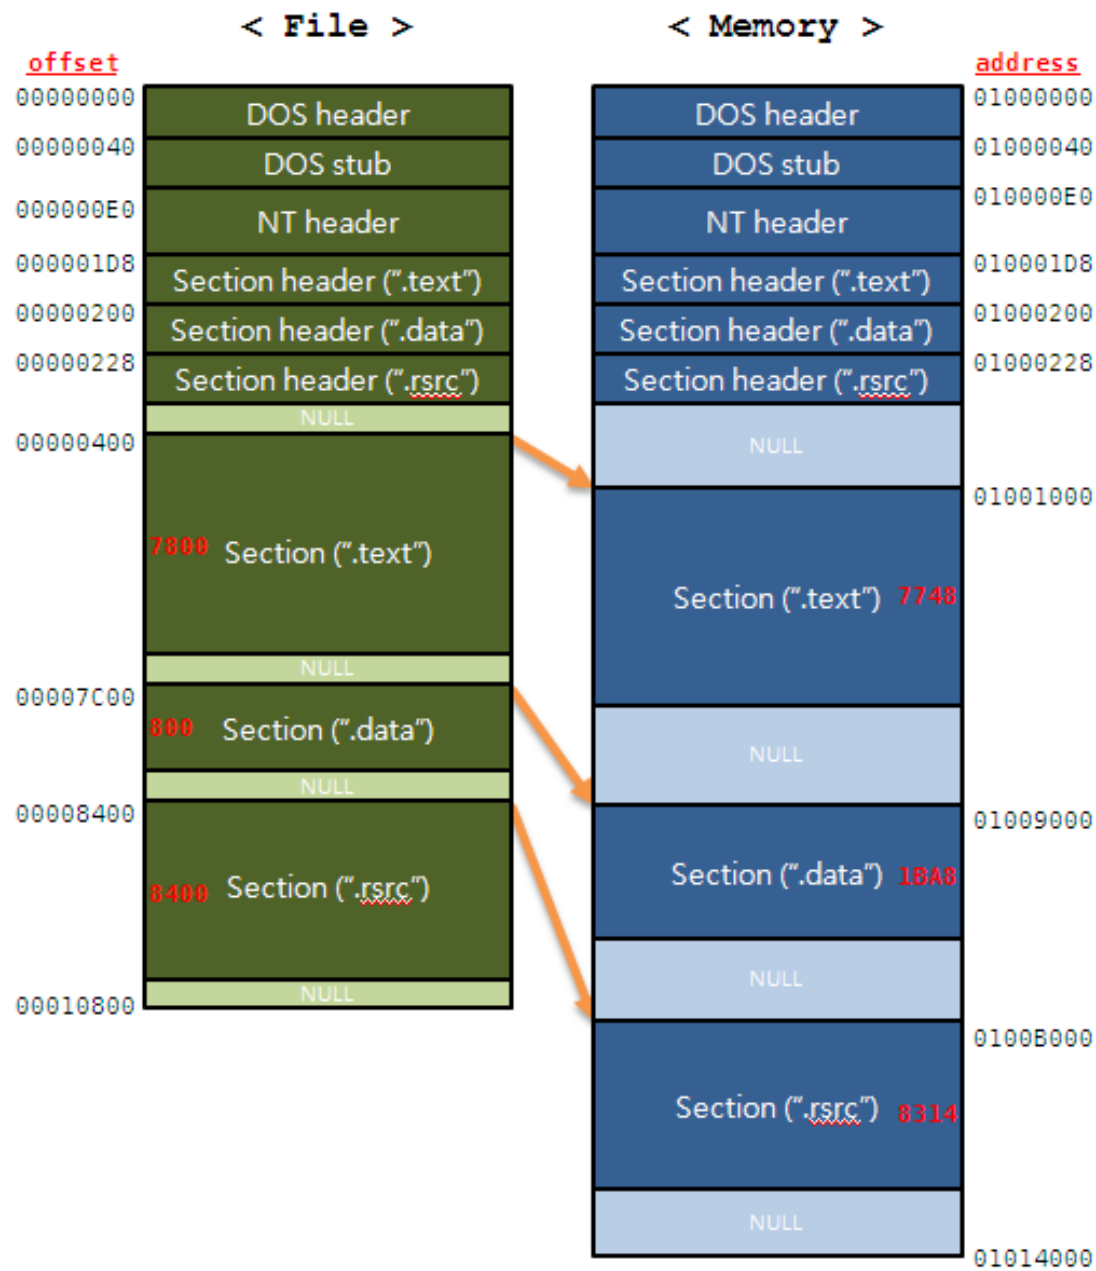 < File >
< Memory >
offset
address
00000000
DOS header
DOS header
01000000
00000040
DOS stub
DOS stub
01000040
000000E0
NT header
NT header
010000E0
000001D8
Section header (".text")
Section header (".text")
010001D8
00000200
Section header (".data")
Section header (".data")
01000200
00000228
Section header (".rsrc")
Section header (".rsrc")
01000228
NULL
NULL
00000400
01001000
7800 Section (".text")
Section (".text") 7748
NULL
00007C00
800 Section (".data")
NULL
NULL
00008400
01009000
8400 Section (".rsrc")
Section (".data") 1BA8
NULL
NULL
00010800
0100B000
Section (".rsrc") 8314
NULL
01014000